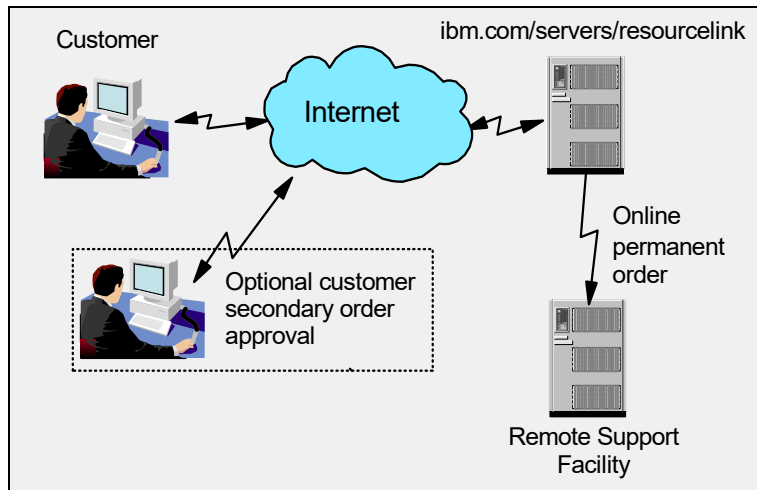 Customer
ibm.com/servers/resourcelink
Internet
Online
permanent
order
Optional customer
secondary order
approval
Remote Support
Facility